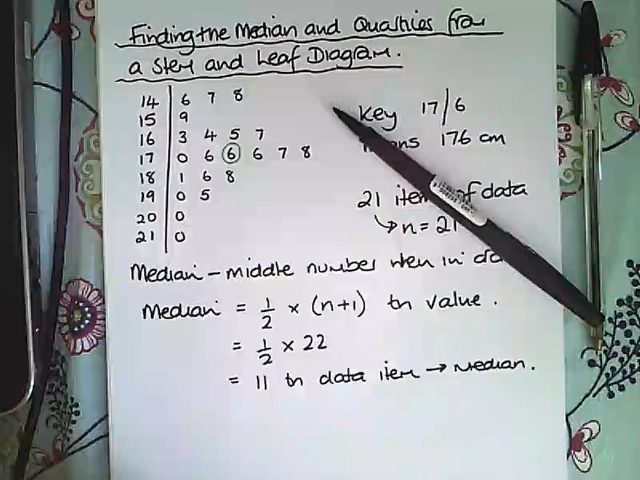 Finding the Median and Quartiles from
a Stem and Leaf Diagram.
14 | 6 7 8
15 | 9
16 | 3 4 5 7
17 | 0 6 6 6 7 8
18 | 1 6 8
19 | 0 5
20 | 0
21 | 0
Key 17/6
176 cm
21 of data
n = 21
Median - middle number when in
Median = 1/2 × (n+1) th value.
= 1/2 × 22
= 11 th data item → Median.